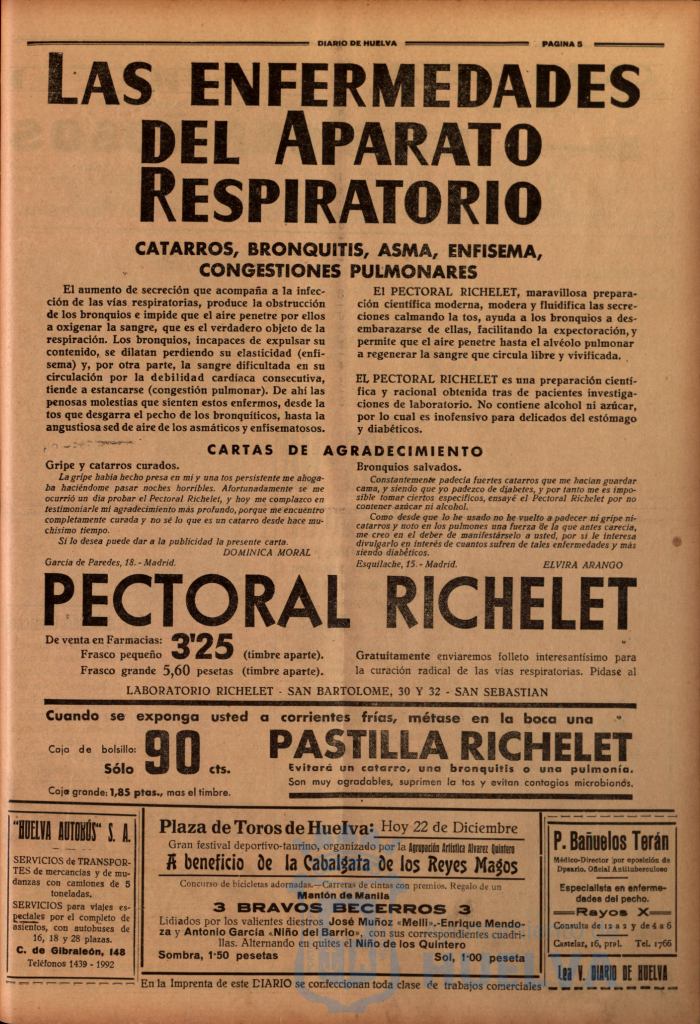 DIARIO DE HUELVA
PAGINA 5
LAS ENFERMEDADES
DEL APARATO
RESPIRATORIO
CATARROS, BRONQUITIS, ASMA, ENFISEMA,
CONGESTIONES PULMONARES
El aumento de secreción que acompaña a la infec-
ción de las vías respiratorias, produce la obstrucción
de los bronquios e impide que el aire penetre por ellos
a oxigenar la sangre, que es el verdadero objeto de la
respiración. Los bronquios, incapaces de expulsar su
contenido, se dilatan perdiendo su elasticidad (enfi-
sema) y, por otra parte, la sangre dificultada en su
circulación por la debilidad cardíaca consecutiva,
tiende a estancarse (congestión pulmonar). De ahí las
penosas molestias que sienten estos enfermos, desde la
tos que desgarra el pecho de los bronquíticos, hasta la
angustiosa sed de aire de los asmáticos y enfisematosos.
El PECTORAL RICHELET, maravillosa prepara-
ción científica moderna, modera y fluidifica las secre-
ciones calmando la tos, ayuda a los bronquios a des-
embarazarse de ellas, facilitando la expectoración, y
permite que el aire penetre hasta el alvéolo pulmonar
a regenerar la sangre que circula libre y vivificada.
EL PECTORAL RICHELET es una preparación cientí-
fica y racional obtenida tras de pacientes investiga-
ciones de laboratorio. No contiene alcohol ni azúcar,
por lo cual es inofensivo para delicados del estómago
y diabéticos.
CARTAS DE AGRADECIMIENTO
Gripe y catarros curados.
La gripe había hecho presa en mí y una tos persistente me ahoga-
ba haciéndome pasar noches horribles. Afortunadamente se me
ocurrió un día probar el Pectoral Richelet, y hoy me complazco en
testimoniarle mi agradecimiento más profundo, porque me encuentro
completamente curada y no sé lo que es un catarro desde hace mu-
chísimo tiempo.
Si lo desea puede dar a la publicidad la presente carta.
DOMINICA MORAL
García de Paredes, 18. - Madrid.
Bronquios salvados.
Constantemente padecía fuertes catarros que me hacían guardar
cama, y siendo que yo padezco de djabetes, y por tanto me es impo-
sible tomar ciertos específicos, ensayé el Pectoral Richelet por no
contener azúcar ni alcohol.
Como desde que lo he usado no he vuelto a padecer ni gripe ni-
catarros y noto en los pulmones una fuerza de la que antes carecía,
me creo en el deber de manifestárselo a usted, por si le interesa
divulgarlo en interés de cuantos sufren de tales enfermedades y más
siendo diabéticos.
Esquilache, 15. - Madrid. ELVIRA ARANGO
PECTORAL RICHELET
De venta en Farmacias:
Frasco pequeño 3'25 (timbre aparte).
Frasco grande 5,60 pesetas (timbre aparte).
Gratuitamente enviaremos folleto interesantísimo para
la curación radical de las vías respiratorias. Pídase al
LABORATORIO RICHELET - SAN BARTOLOME, 30 Y 32 - SAN SEBASTIAN
Cuando se exponga usted a corrientes frías, métase en la boca una
Caja de bolsillo:
Sólo 90 cts.
Caja grande: 1,85 ptas., mas el timbre.
PASTILLA RICHELET
Evitará un catarro, una bronquitis o una pulmonía.
Son muy agradables, suprimen la tos y evitan contagios microbianos.
"HUELVA AUTOBÚS" S. A.
SERVICIOS de TRANSPOR-
TES de mercancías y de mu-
danzas con camiones de 5
toneladas.
SERVICIOS para viajes es-
peciales por el completo de
asientos, con autobuses de
16, 18 y 28 plazas.
C. de Gibraleón, 148
Teléfonos 1439 - 1992
Plaza de Toros de Huelva: Hoy 22 de Diciembre
Gran festival deportivo-taurino, organizado por la Agrupación Artística Alvarez Quintero
A beneficio de la Cabalgata de los Reyes Magos
Concurso de bicicletas adornadas.—Carreras de cintas con premios. Regalo de un
Mantón de Manila
3 BRAVOS BECERROS 3
Lidiados por los valientes diestros José Muñoz «Melli».-Enrique Mendo-
za y Antonio García «Niño del Barrio», con sus correspondientes cuadri-
llas. Alternando en quites el Niño de los Quintero
Sombra, 1'50 pesetas Sol, 1'00 peseta
En la Imprenta de este DIARIO se confeccionan toda clase de trabajos comerciales
P. Bañuelos Terán
Médico-Director por oposición de
Dpsario. Oficial Antituberculoso
Especialista en enferme-
dades del pecho.
Rayos X
Consulta de 12 a 2 y de 4 a 6
Castelar, 16, pral. Tel. 1766
Lea V. DIARIO DE HUELVA
HUELVA